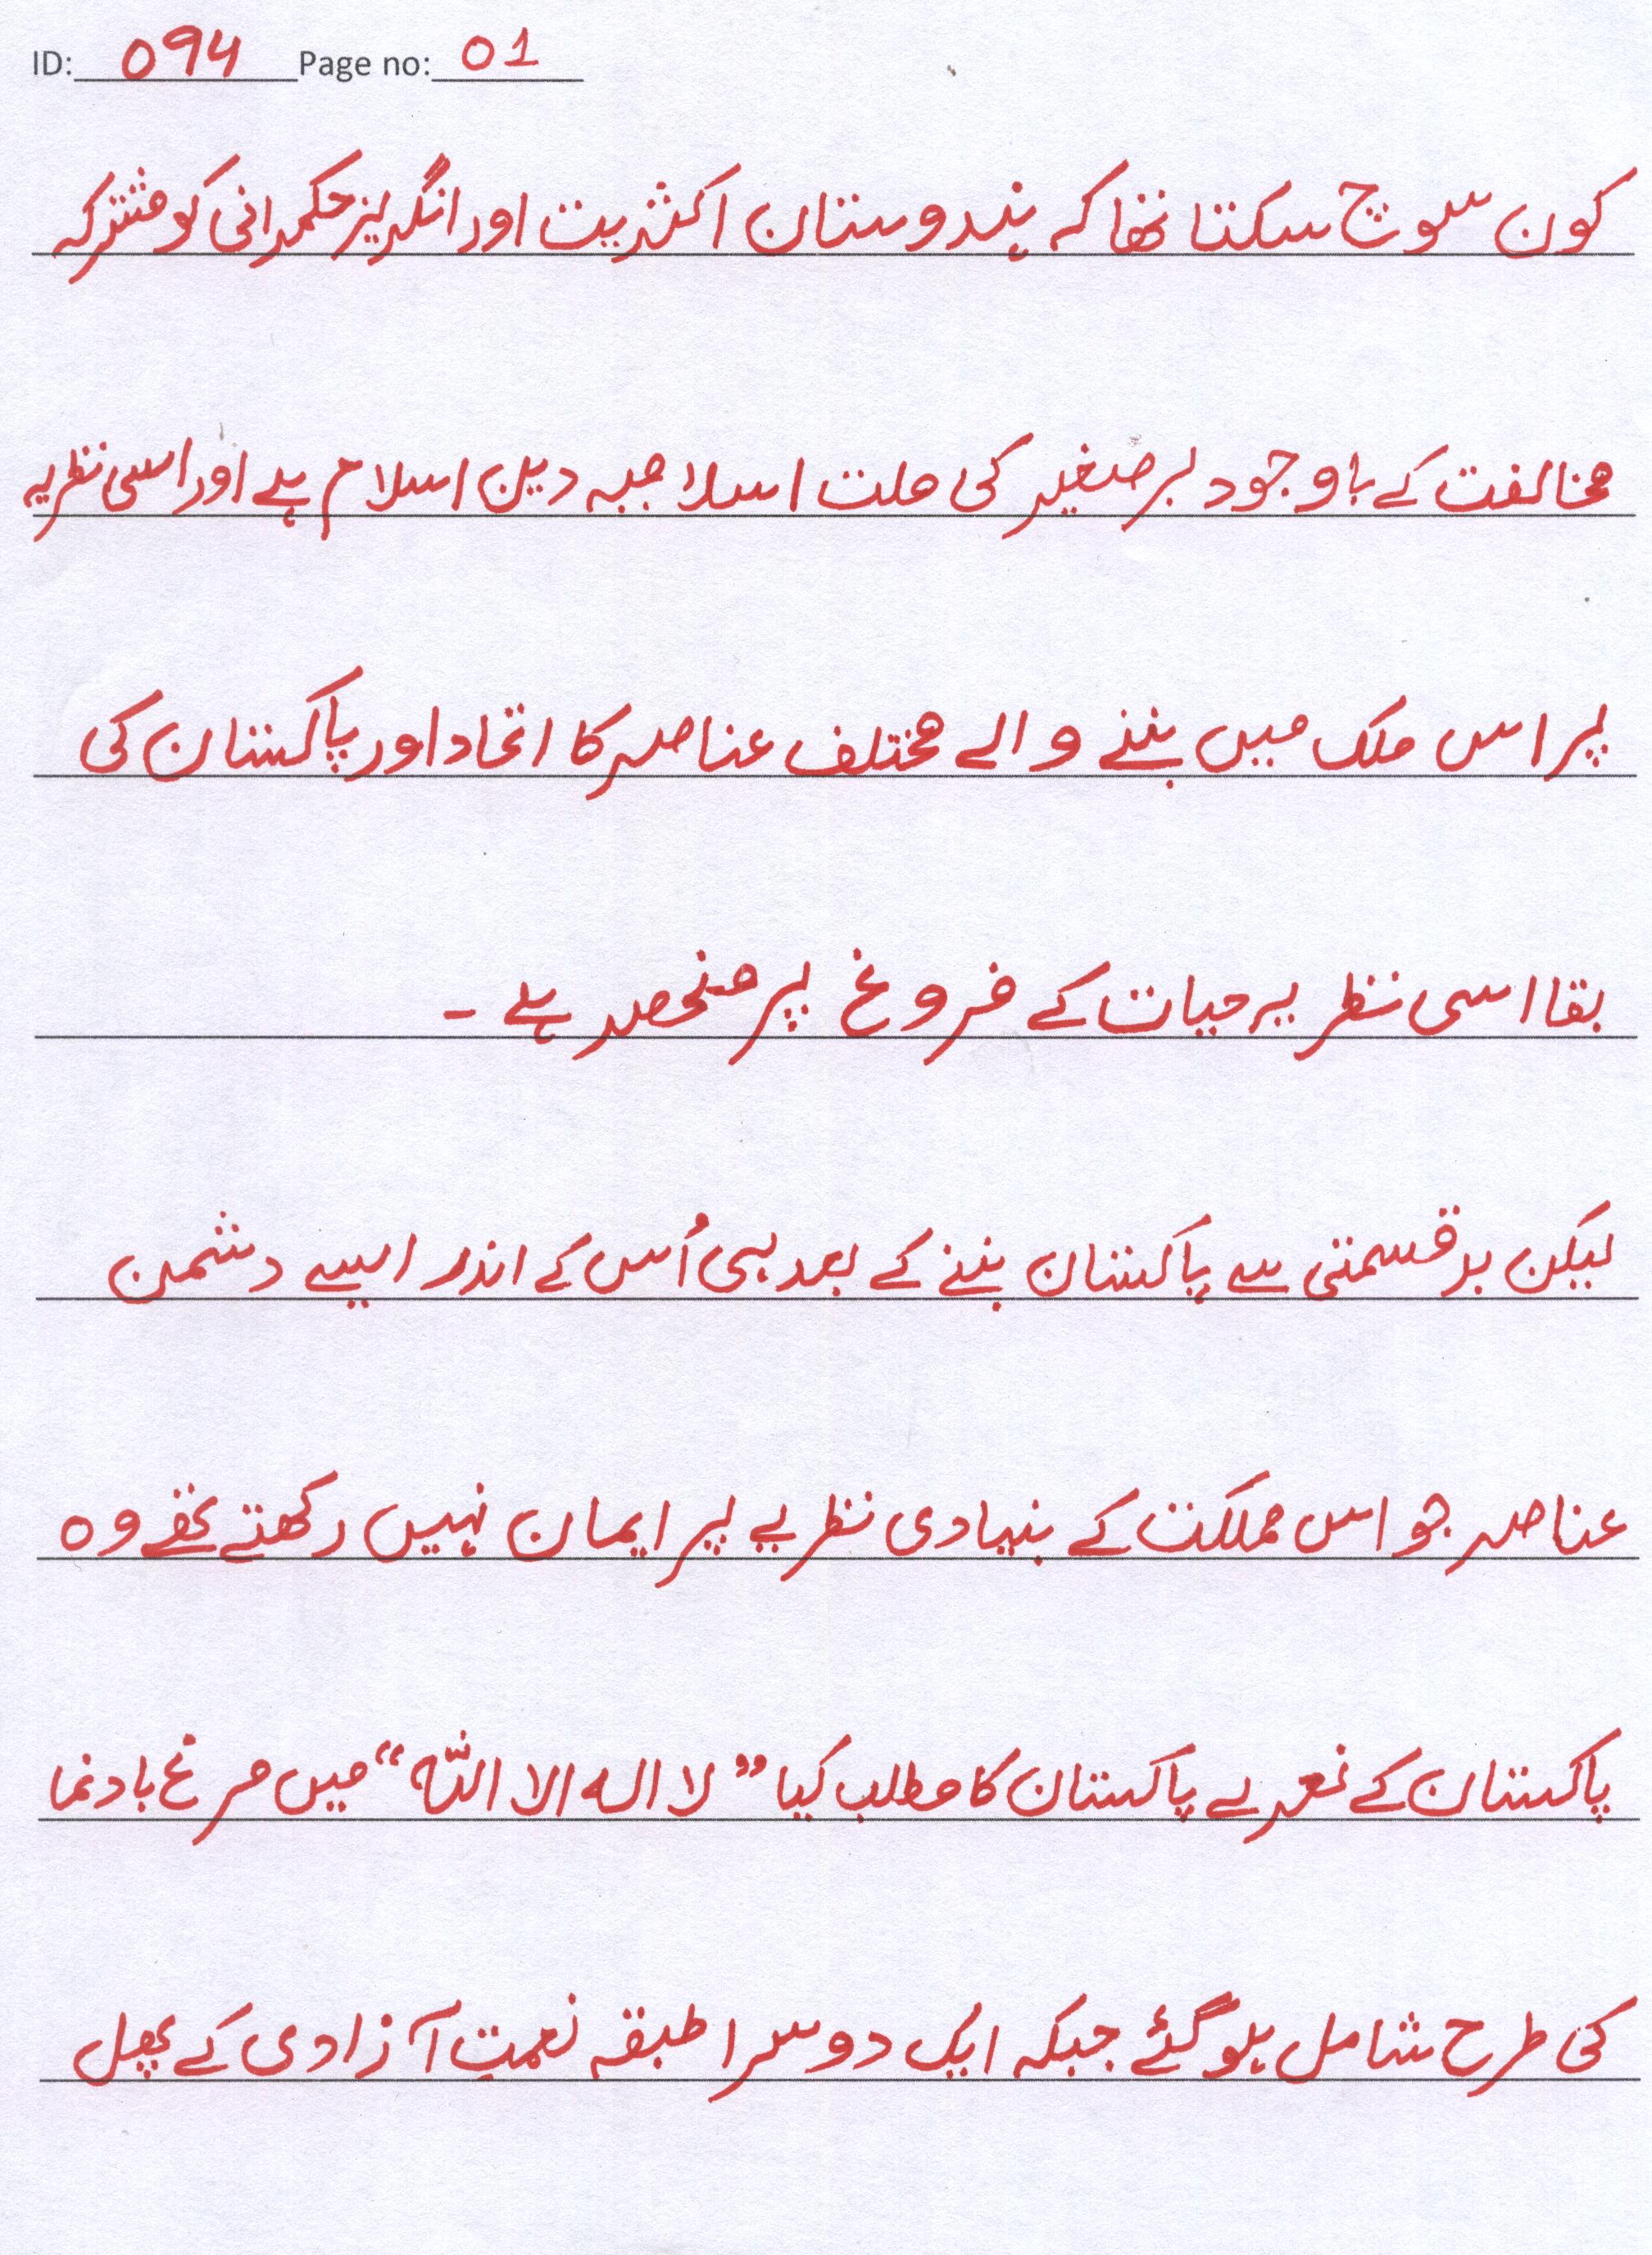 ID: 094 Page no: 01
کون سوچ سکتا تھا کہ ہندوستان اکثریت اور انگریز حکمرانی کو مشترکہ
مخالفت کے باوجود برصغیر کی ملت اسلامیہ دین اسلام ہے اور اسی نظریہ
پر اس ملک میں بننے والے مختلف عناصر کا اتحاد اور پاکستان کی
بقا اسی نظریہ حیات کے فروغ پر منحصر ہے ۔
لیکن بدقسمتی سے پاکستان بننے کے بعد ہی اُس کے اندر ایسے دشمن
عناصر جو اس مملکت کے بنیادی نظریے پر ایمان نہیں رکھتے تھے وہ
پاکستان کے نعرے پاکستان کا مطلب کیا ”لا الہ الا اللّٰہ“ میں مرغ بادنما
کی طرح شامل ہو گئے جبکہ ایک دوسرا طبقہ نعمتِ آزادی کے پھل